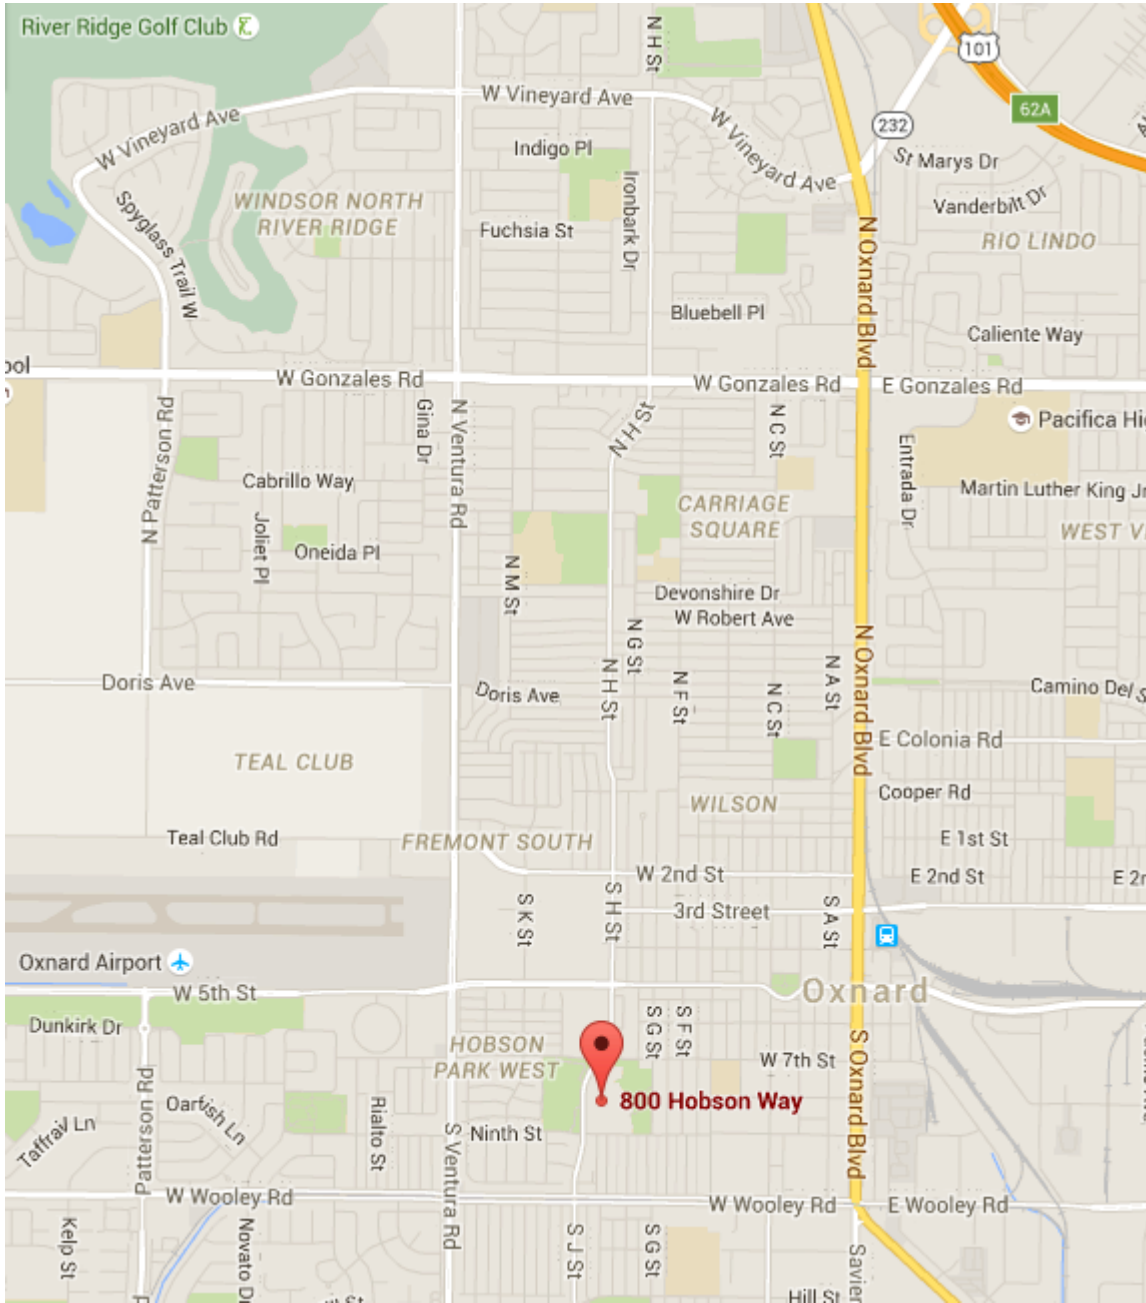 River Ridge Golf Club
N H St
101
W Vineyard Ave
62A
W Vineyard Ave
W Vineyard Ave
232
Indigo Pl
St Marys Dr
Ironbark Dr
WINDSOR NORTH
RIVER RIDGE
Spyglass Trail W
Fuchsia St
Vanderbilt Dr
RIO LINDO
N Oxnard Blvd
Bluebell Pl
Caliente Way
ool
W Gonzales Rd
W Gonzales Rd
E Gonzales Rd
N Patterson Rd
Gina Dr
N Ventura Rd
N H St
N C St
Pacifica Hi
Entrada Dr
Cabrillo Way
CARRIAGE
SQUARE
Martin Luther King Jr
WEST V
Joliet Pl
Oneida Pl
N M St
Devonshire Dr
W Robert Ave
N G St
N Oxnard Blvd
Doris Ave
Doris Ave
N H St
N F St
N C St
N A St
Camino Del S
E Colonia Rd
TEAL CLUB
WILSON
Cooper Rd
Teal Club Rd
FREMONT SOUTH
E 1st St
W 2nd St
E 2nd St
E 2n
S K St
S H St
3rd Street
S A St
Oxnard Airport
W 5th St
Oxnard
Dunkirk Dr
HOBSON
PARK WEST
S G St
S F St
W 7th St
S Oxnard Blvd
800 Hobson Way
Patterson Rd
Taffrail Ln
Oarfish Ln
Rialto St
Ninth St
S Ventura Rd
W Wooley Rd
W Wooley Rd
E Wooley Rd
Kelp St
Novato D
S J St
S G St
Savier
Hill St